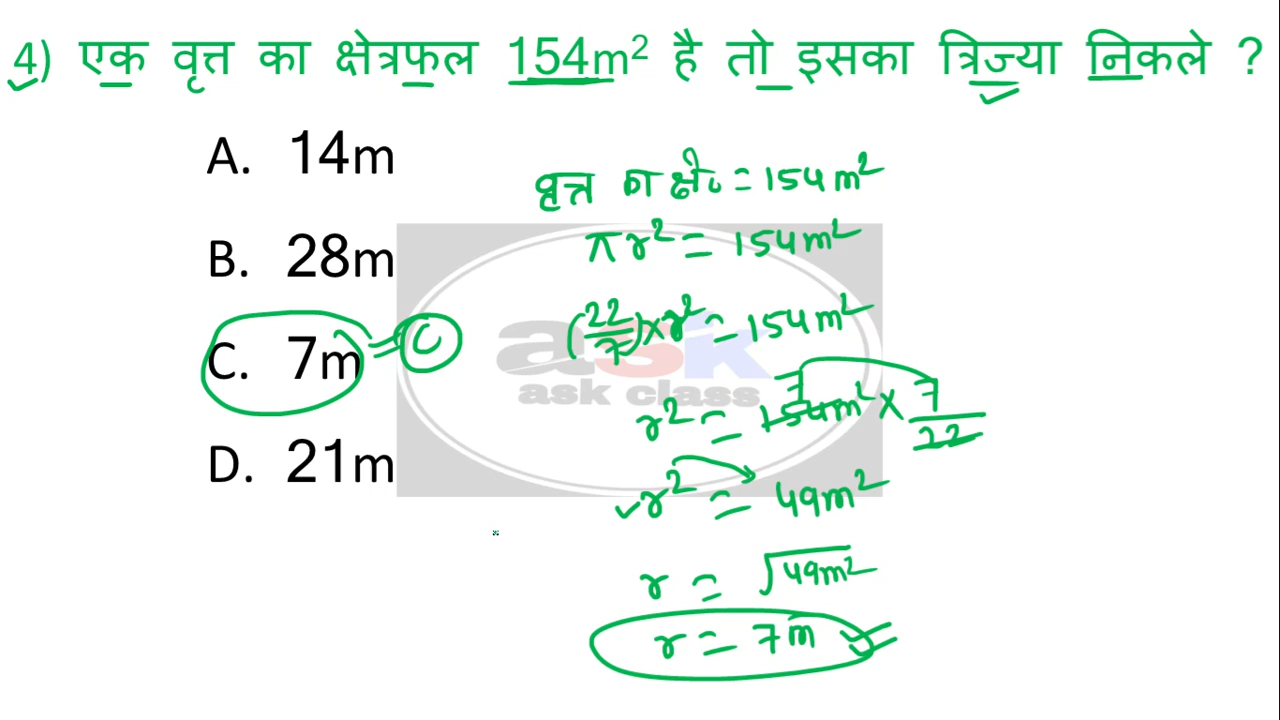 4) एक वृत्त का क्षेत्रफल 154m² है तो इसका त्रिज्या निकले ?
A. 14m
B. 28m
C. 7m = C
D. 21m
वृत्त का क्षे० = 154m²
πr² = 154m²
(22/7) × r² = 154m²
r² = 154m² × 7/22
7
r² = 49m²
r = √49m²
r = 7m
ask
ask class